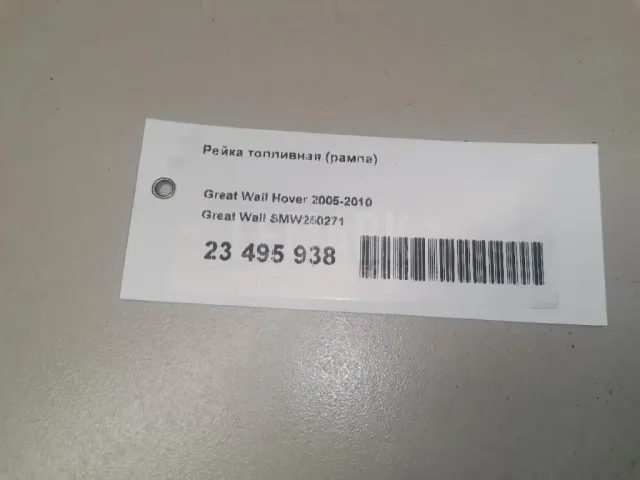 Рейка топливная (рампа)
Great Wall Hover 2005-2010
Great Wall SMW250271
23 495 938